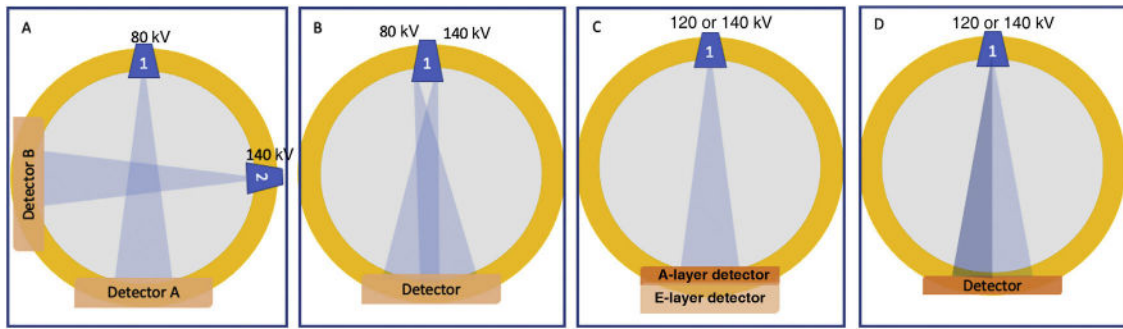 A
80 kV
1
140 kV
2
Detector B
Detector A
B
80 kV 140 kV
1
Detector
C
120 or 140 kV
1
A-layer detector
E-layer detector
D
120 or 140 kV
1
Detector